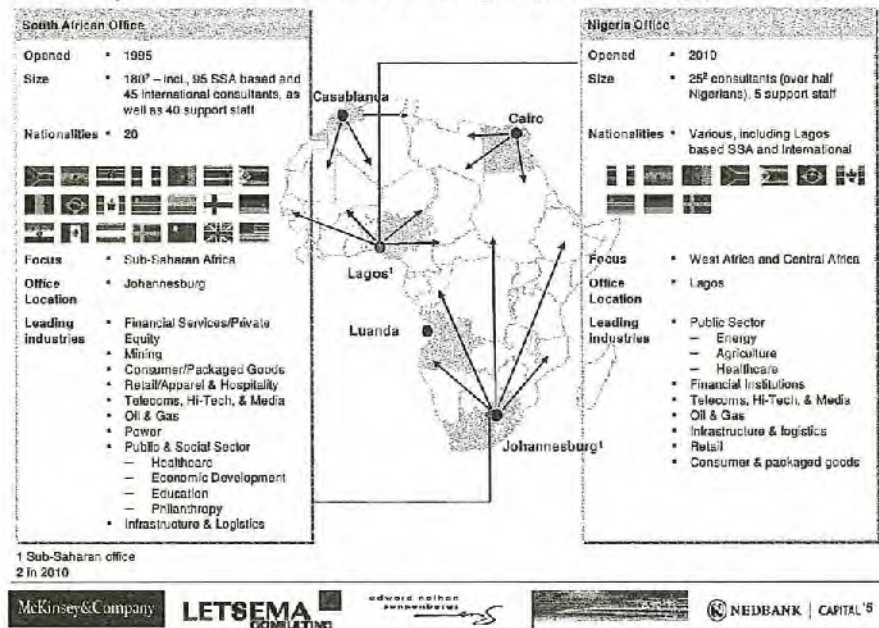 South African Office
Opened • 1995
Size • 180² – incl., 95 SSA based and
45 international consultants, as
well as 40 support staff
Nationalities • 20
Focus • Sub-Saharan Africa
Office
Location • Johannesburg
Leading
industries • Financial Services/Private
Equity
• Mining
• Consumer/Packaged Goods
• Retail/Apparel & Hospitality
• Telecoms, Hi-Tech, & Media
• Oil & Gas
• Power
• Public & Social Sector
– Healthcare
– Economic Development
– Education
– Philanthropy
• Infrastructure & Logistics
Casablanca
Cairo
Lagos¹
Luanda
Johannesburg¹
Nigeria Office
Opened • 2010
Size • 25² consultants (over half
Nigerians), 5 support staff
Nationalities • Various, including Lagos
based SSA and International
Focus • West Africa and Central Africa
Office
Location • Lagos
Leading
industries • Public Sector
– Energy
– Agriculture
– Healthcare
• Financial Institutions
• Telecoms, Hi-Tech, & Media
• Oil & Gas
• Infrastructure & logistics
• Retail
• Consumer & packaged goods
1 Sub-Saharan office
2 in 2010
McKinsey&Company
LETSEMA
CONSULTING
edward nathan
sonnenbergs
NEDBANK | CAPITAL
5